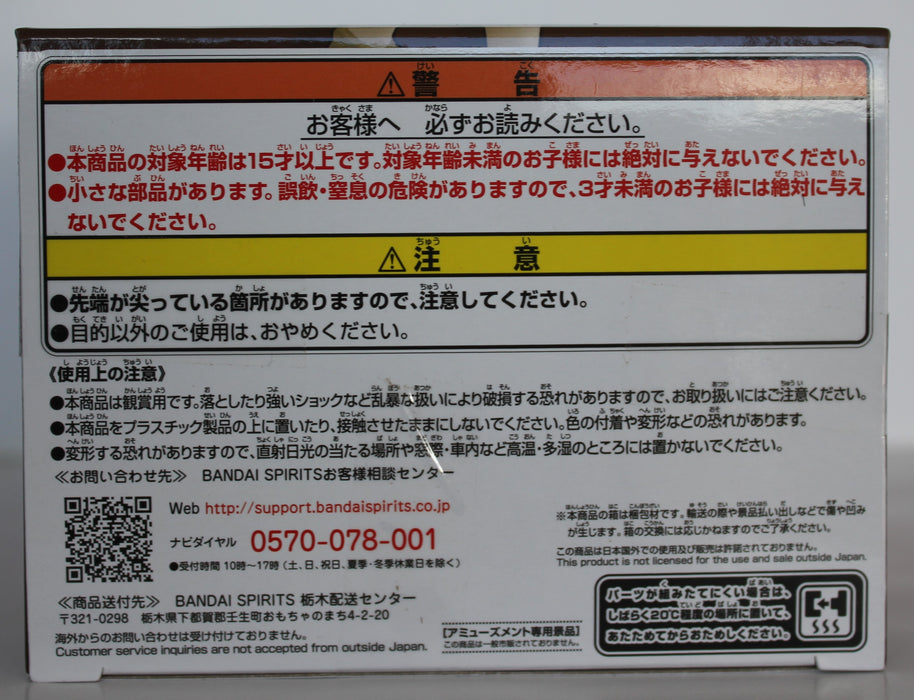 ⚠警告
お客様へ 必ずお読みください。
●本商品の対象年齢は15才以上です。対象年齢未満のお子様には絶対に与えないでください。
●小さな部品があります。誤飲・窒息の危険がありますので、3才未満のお子様には絶対に与え
ないでください。
⚠注意
●先端が尖っている箇所がありますので、注意してください。
●目的以外のご使用は、おやめください。
《使用上の注意》
●本商品は観賞用です。落としたり強いショックなど乱暴な扱いにより破損する恐れがありますので、お取り扱いにはご注意ください。
●本商品をプラスチック製品の上に置いたり、接触させたままにしないでください。色の付着や変形などの恐れがあります。
●変形する恐れがありますので、直射日光の当たる場所や窓際・車内など高温・多湿のところには置かないでください。
≪お問い合わせ先≫ BANDAI SPIRITSお客様相談センター
Web http://support.bandaispirits.co.jp
ナビダイヤル 0570-078-001
●受付時間 10時〜17時(土、日、祝日、夏季・冬季休業日を除く)
≪商品送付先≫ BANDAI SPIRITS 栃木配送センター
〒321-0298 栃木県下都賀郡壬生町おもちゃのまち4-2-20
海外からのお問い合わせは受け付けておりません。
Customer service inquiries are not accepted from outside Japan.
※本商品の箱は梱包材です。輸送の際や景品払い出しなどで傷や凹み
が生じます。箱の交換には応じかねますのでご了承ください。
この商品は日本国外での使用及び販売は許諾されておりません。
This product is not licensed for the use and sale outside Japan.
【アミューズメント専用景品】
この商品は一般市販品ではありません。
パーツが組みたてにくい場合は、
しばらく20℃程度の場所に置いて、
あたためてからおためしください。